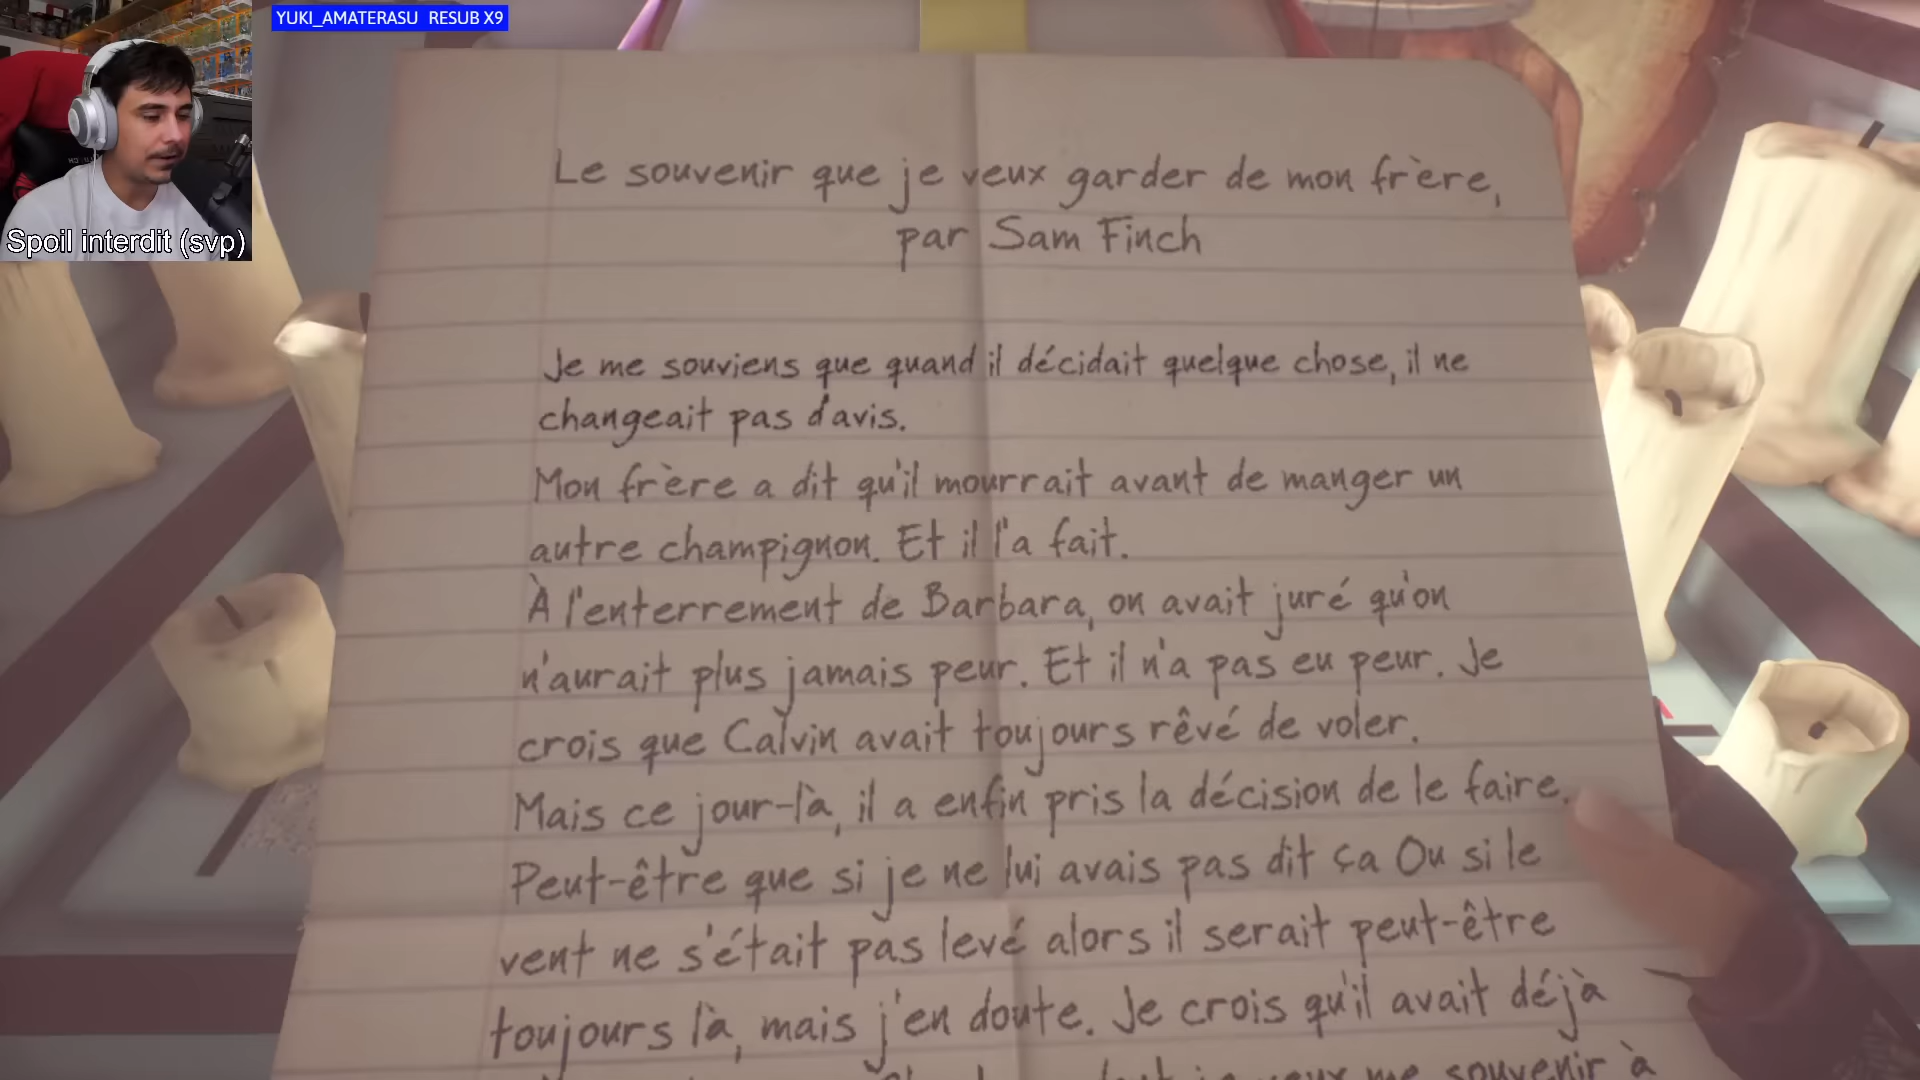 YUKI_AMATERASU RESUB X9
Spoil interdit (svp)
Le souvenir que je veux garder de mon frère,
par Sam Finch
Je me souviens que quand il décidait quelque chose, il ne
changeait pas d'avis.
Mon frère a dit qu'il mourrait avant de manger un
autre champignon. Et il l'a fait.
À l'enterrement de Barbara, on avait juré qu'on
n'aurait plus jamais peur. Et il n'a pas eu peur. Je
crois que Calvin avait toujours rêvé de voler.
Mais ce jour-là, il a enfin pris la décision de le faire.
Peut-être que si je ne lui avais pas dit ça Ou si le
vent ne s'était pas levé alors il serait peut-être
toujours là, mais j'en doute. Je crois qu'il avait déjà
je veux me souvenir à